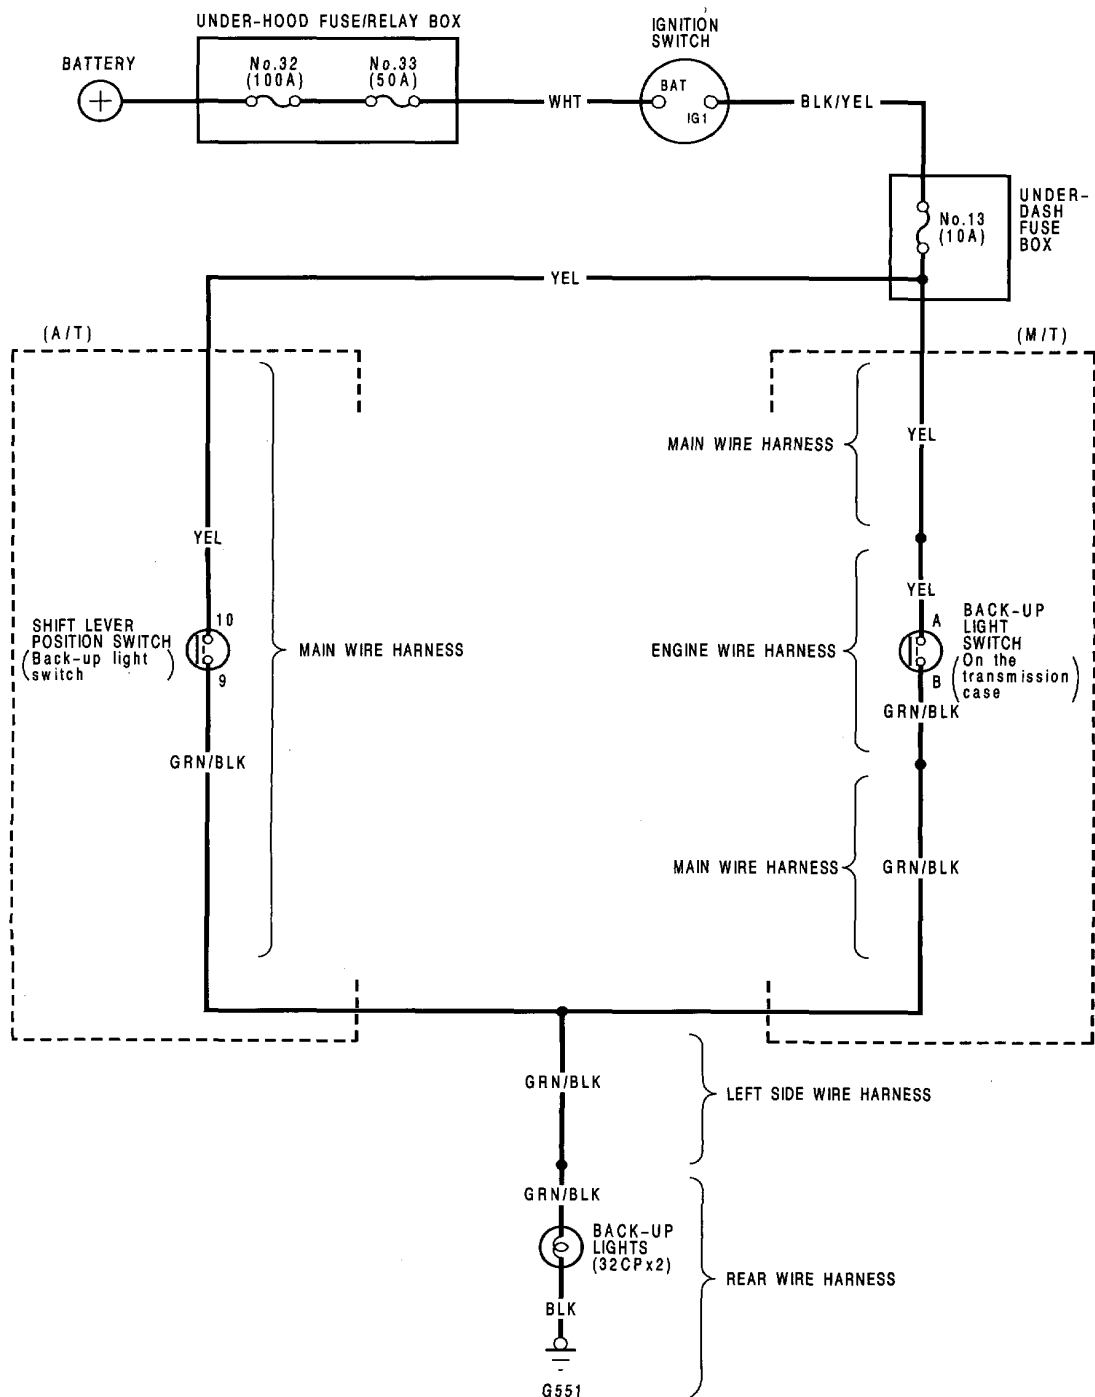 UNDER-HOOD FUSE/RELAY BOX
IGNITION
SWITCH
BATTERY
No.32
(100A)
No.33
(50A)
WHT
BAT
IG1
BLK/YEL
No.13
(10A)
UNDER-
DASH
FUSE
BOX
YEL
(A/T)
(M/T)
MAIN WIRE HARNESS
YEL
YEL
YEL
SHIFT LEVER
POSITION SWITCH
(Back-up light
switch)
10
9
MAIN WIRE HARNESS
ENGINE WIRE HARNESS
A
B
BACK-UP
LIGHT
SWITCH
(On the
transmission
case)
GRN/BLK
GRN/BLK
MAIN WIRE HARNESS
GRN/BLK
GRN/BLK
LEFT SIDE WIRE HARNESS
GRN/BLK
BACK-UP
LIGHTS
(32CPx2)
REAR WIRE HARNESS
BLK
G551